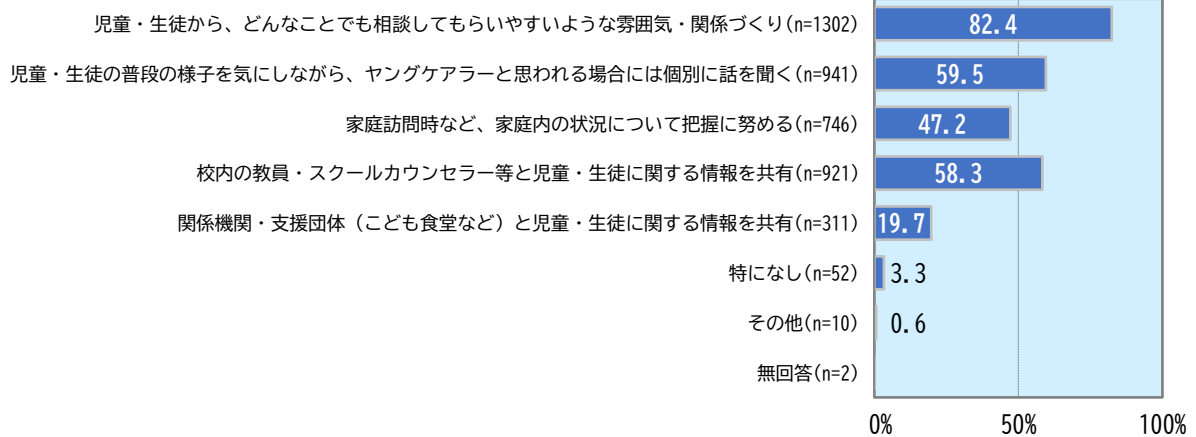 児童・生徒から、どんなことでも相談してもらいやすいような雰囲気・関係づくり(n=1302) 82.4
児童・生徒の普段の様子を気にしながら、ヤングケアラーと思われる場合には個別に話を聞く(n=941) 59.5
家庭訪問時など、家庭内の状況について把握に努める(n=746) 47.2
校内の教員・スクールカウンセラー等と児童・生徒に関する情報を共有(n=921) 58.3
関係機関・支援団体（こども食堂など）と児童・生徒に関する情報を共有(n=311) 19.7
特になし(n=52) 3.3
その他(n=10) 0.6
無回答(n=2)
0% 50% 100%